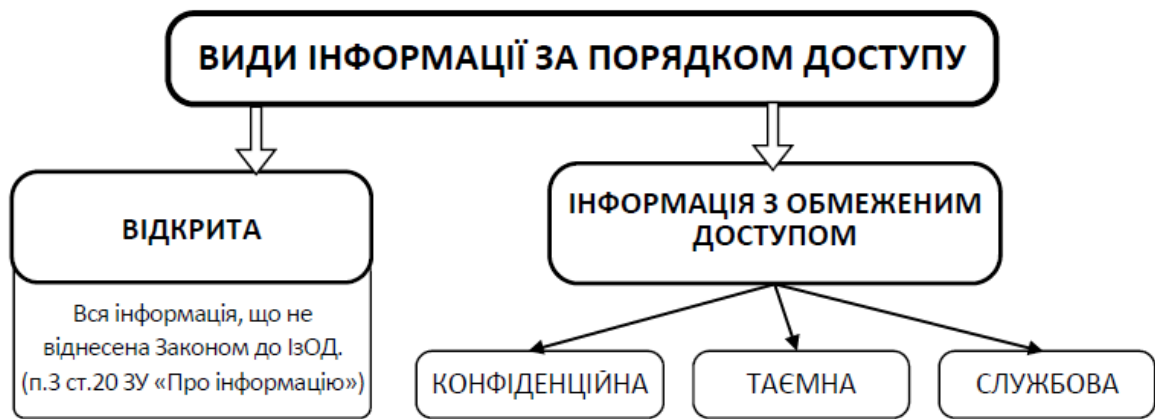 ВИДИ ІНФОРМАЦІЇ ЗА ПОРЯДКОМ ДОСТУПУ
ВІДКРИТА
Вся інформація, що не
віднесена Законом до ІзОД.
(п.3 ст.20 ЗУ «Про інформацію»)
ІНФОРМАЦІЯ З ОБМЕЖЕНИМ
ДОСТУПОМ
КОНФІДЕНЦІЙНА
ТАЄМНА
СЛУЖБОВА